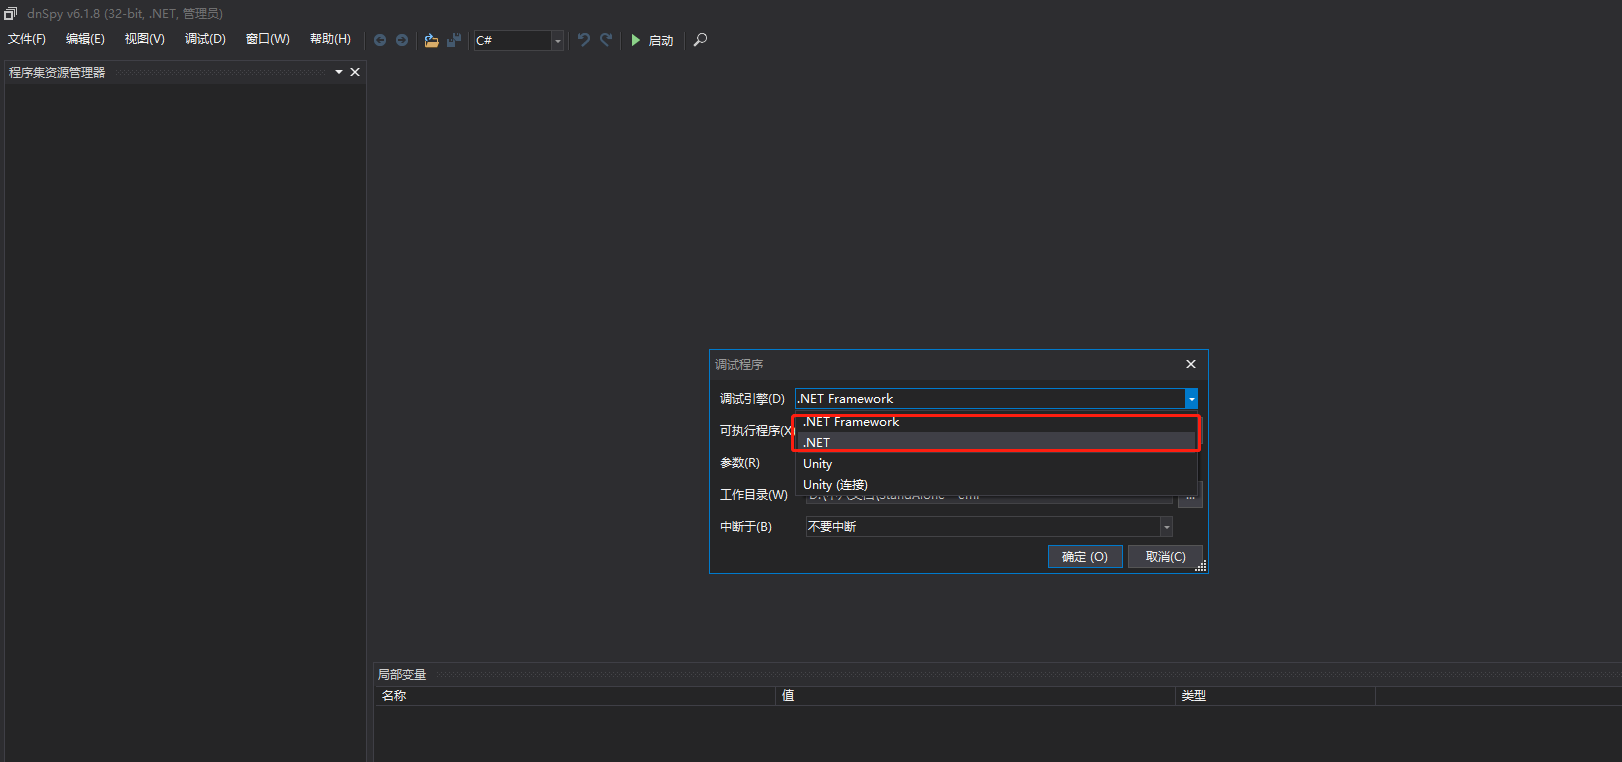 dnSpy v6.1.8 (32-bit, .NET, 管理员)
文件(F) 编辑(E) 视图(V) 调试(D) 窗口(W) 帮助(H) C# 启动
程序集资源管理器
调试程序
调试引擎(D) .NET Framework
.NET Framework
可执行程序(X)
.NET
参数(R)
Unity
Unity (连接)
工作目录(W)
...
中断于(B) 不要中断
确定 (O) 取消(C)
局部变量
名称 值 类型